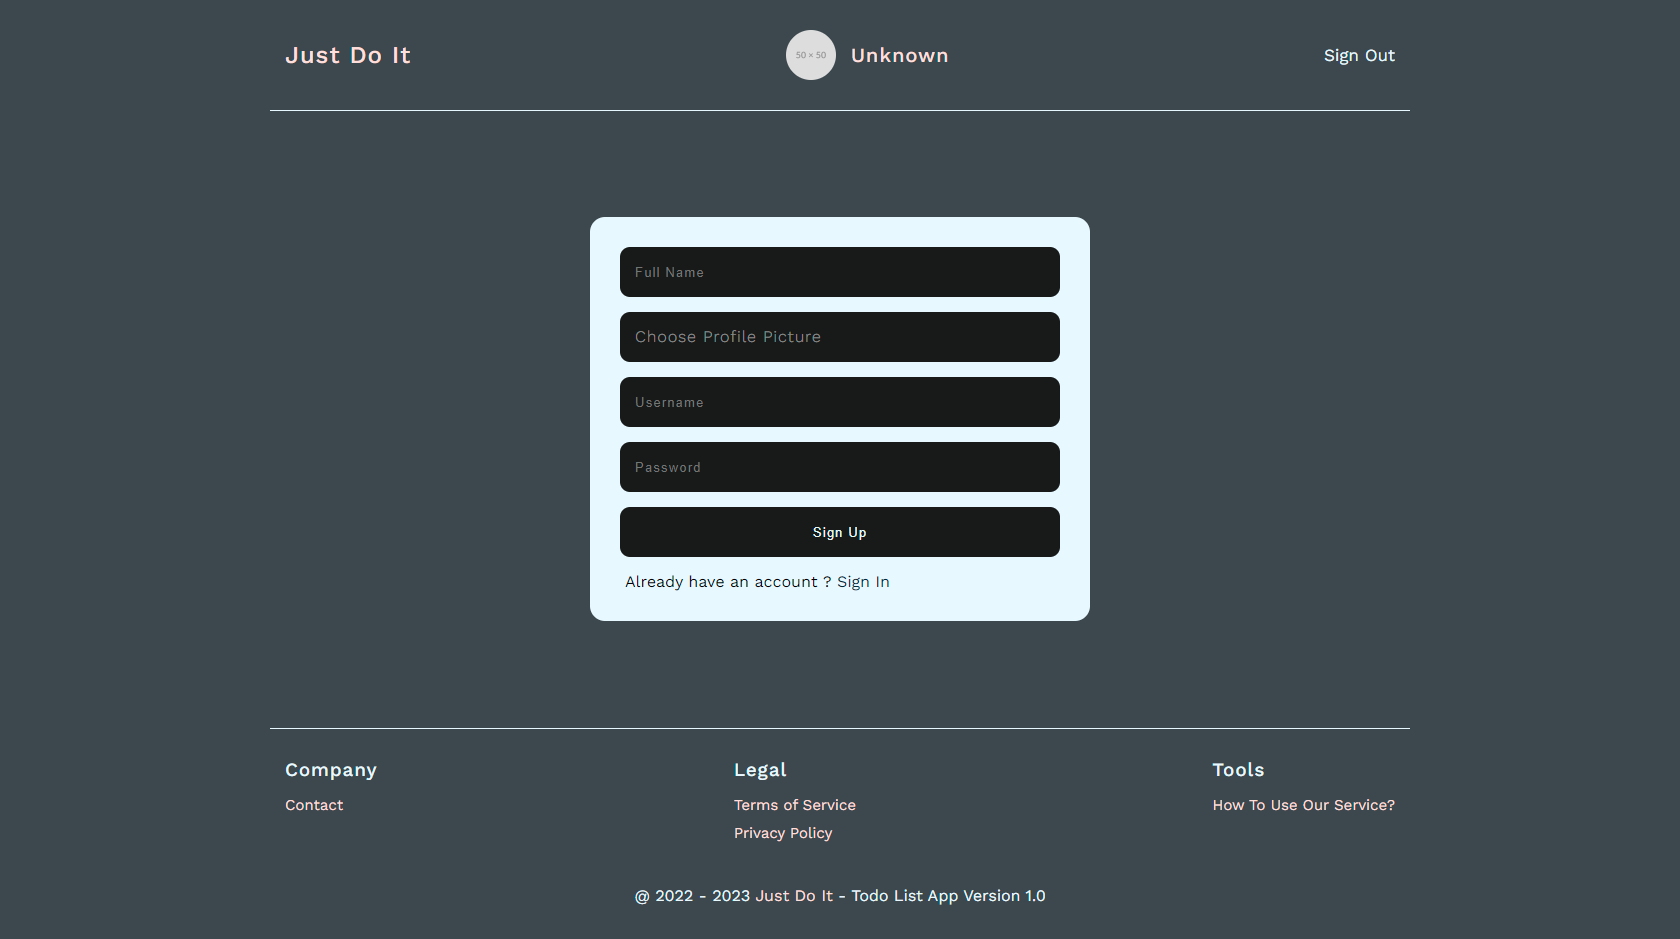 Just Do It
50 × 50
Unknown
Sign Out
Full Name
Choose Profile Picture
Username
Password
Sign Up
Already have an account ? Sign In
Company
Contact
Legal
Terms of Service
Privacy Policy
Tools
How To Use Our Service?
@ 2022 - 2023 Just Do It - Todo List App Version 1.0